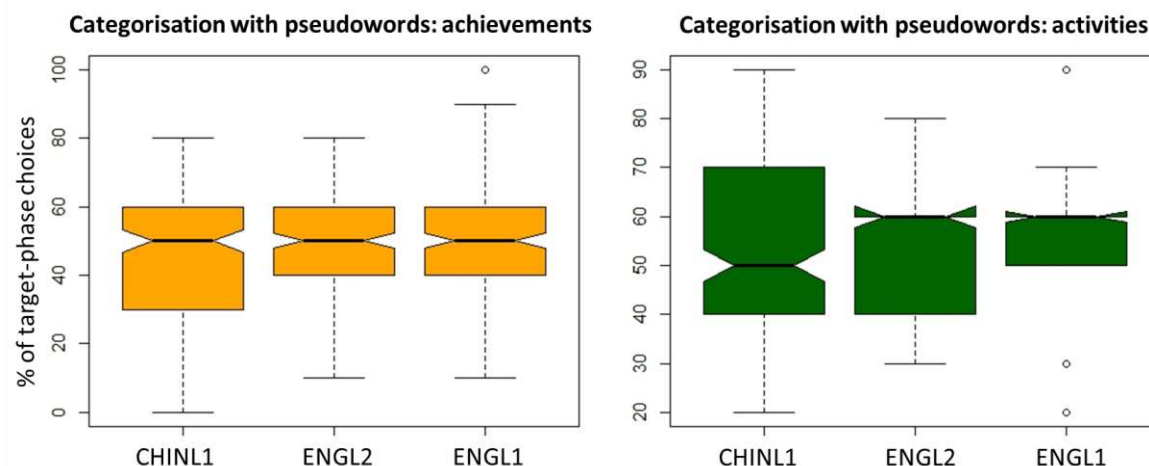 Categorisation with pseudowords: achievements
% of target-phase choices
100
80
60
40
20
0
CHINL1 ENGL2 ENGL1
Categorisation with pseudowords: activities
90
80
70
60
50
40
30
20
CHINL1 ENGL2 ENGL1